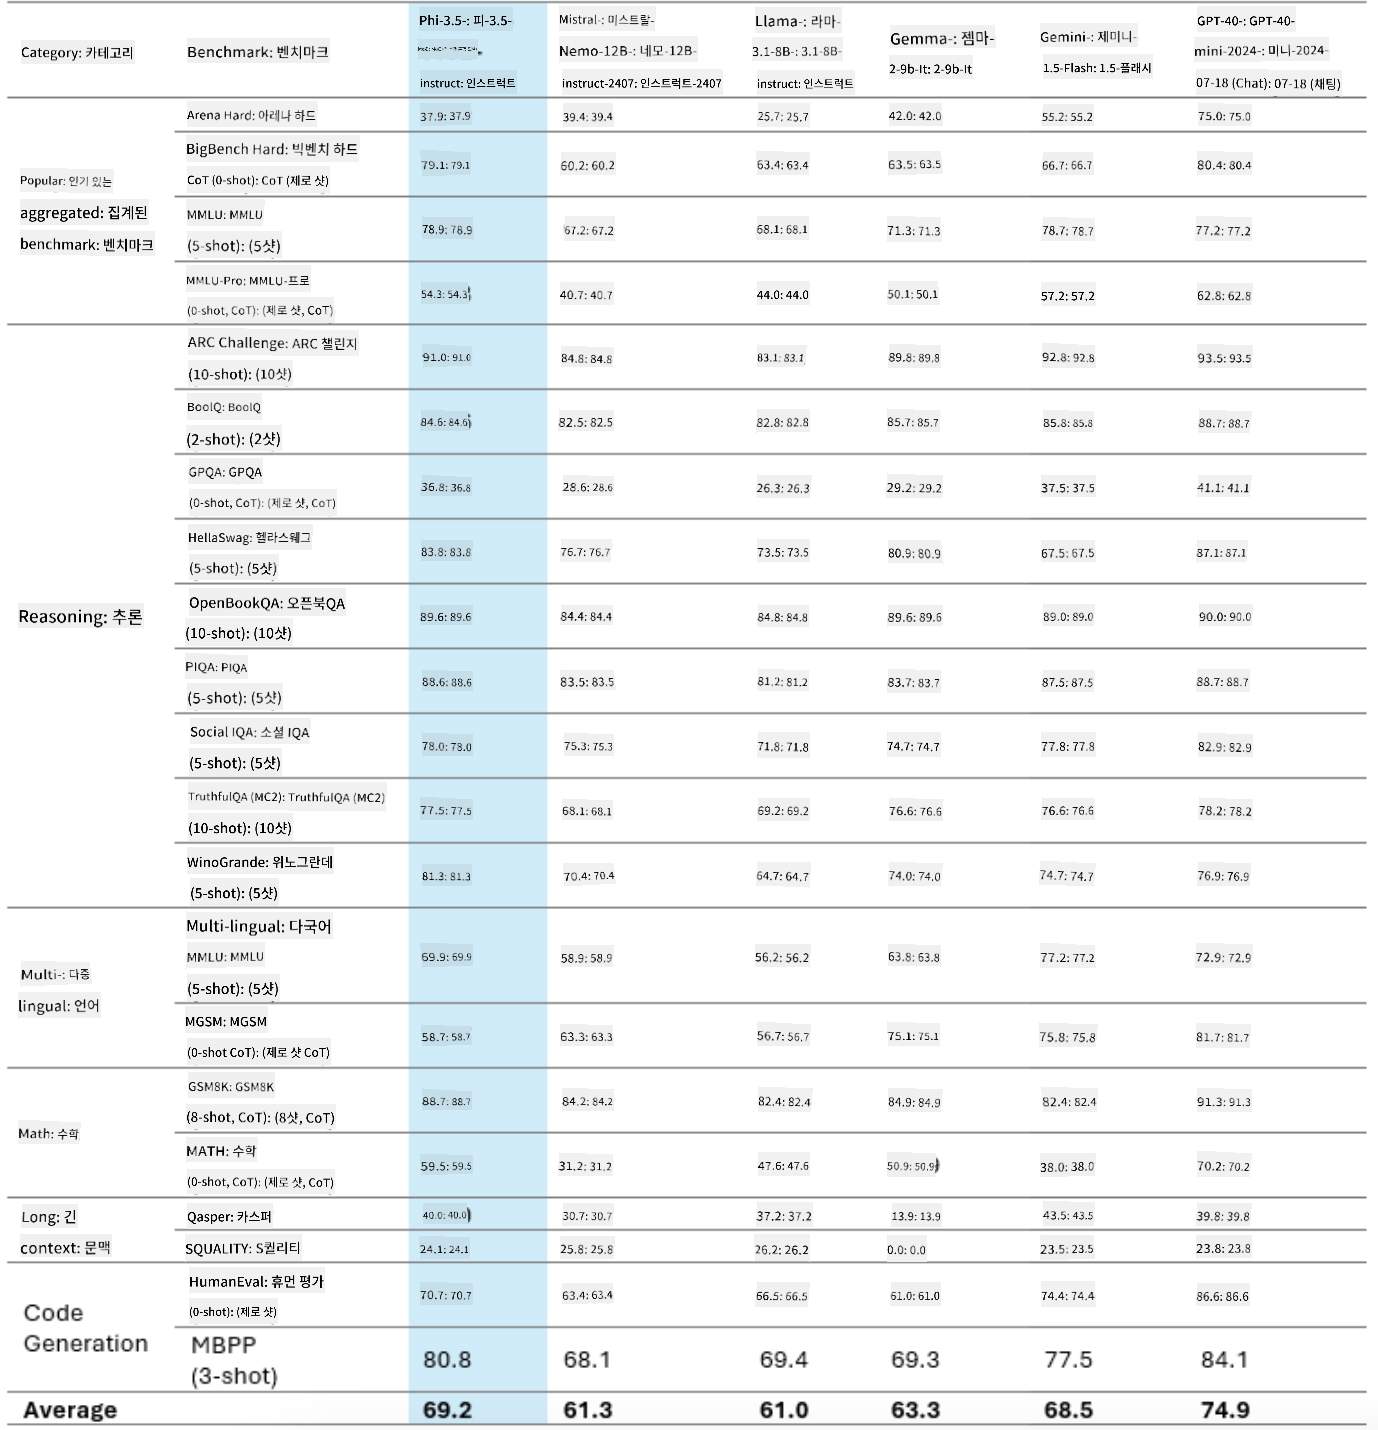 Category: 카테고리
Benchmark: 벤치마크
Phi-3.5-: 피-3.5-
instruct: 인스트럭트
Mistral-: 미스트랄-
Nemo-12B-: 네모-12B-
instruct-2407: 인스트럭트-2407
Llama-: 라마-
3.1-8B-: 3.1-8B-
instruct: 인스트럭트
Gemma-: 젬마-
2-9b-It: 2-9b-It
Gemini-: 제미니-
1.5-Flash: 1.5-플래시
GPT-40-: GPT-40-
mini-2024-: 미니-2024-
07-18 (Chat): 07-18 (채팅)
Popular: 인기 있는
aggregated: 집계된
benchmark: 벤치마크
Arena Hard: 아레나 하드
37.9: 37.9
39.4: 39.4
25.7: 25.7
42.0: 42.0
55.2: 55.2
75.0: 75.0
BigBench Hard: 빅벤치 하드
CoT (0-shot): CoT (제로 샷)
79.1: 79.1
60.2: 60.2
63.4: 63.4
63.5: 63.5
66.7: 66.7
80.4: 80.4
MMLU: MMLU
(5-shot): (5샷)
78.9: 78.9
67.2: 67.2
68.1: 68.1
71.3: 71.3
78.7: 78.7
77.2: 77.2
MMLU-Pro: MMLU-프로
(0-shot, CoT): (제로 샷, CoT)
54.3: 54.3
40.7: 40.7
44.0: 44.0
50.1: 50.1
57.2: 57.2
62.8: 62.8
Reasoning: 추론
ARC Challenge: ARC 챌린지
(10-shot): (10샷)
91.0: 91.0
84.8: 84.8
83.1: 83.1
89.8: 89.8
92.8: 92.8
93.5: 93.5
BoolQ: BoolQ
(2-shot): (2샷)
84.6: 84.6
82.5: 82.5
82.8: 82.8
85.7: 85.7
85.8: 85.8
88.7: 88.7
GPQA: GPQA
(0-shot, CoT): (제로 샷, CoT)
36.8: 36.8
28.6: 28.6
26.3: 26.3
29.2: 29.2
37.5: 37.5
41.1: 41.1
HellaSwag: 헬라스웨그
(5-shot): (5샷)
83.8: 83.8
76.7: 76.7
73.5: 73.5
80.9: 80.9
67.5: 67.5
87.1: 87.1
OpenBookQA: 오픈북QA
(10-shot): (10샷)
89.6: 89.6
84.4: 84.4
84.8: 84.8
89.6: 89.6
89.0: 89.0
90.0: 90.0
PIQA: PIQA
(5-shot): (5샷)
88.6: 88.6
83.5: 83.5
81.2: 81.2
83.7: 83.7
87.5: 87.5
88.7: 88.7
Social IQA: 소셜 IQA
(5-shot): (5샷)
78.0: 78.0
75.3: 75.3
71.8: 71.8
74.7: 74.7
77.8: 77.8
82.9: 82.9
TruthfulQA (MC2): TruthfulQA (MC2)
(10-shot): (10샷)
77.5: 77.5
68.1: 68.1
69.2: 69.2
76.6: 76.6
76.6: 76.6
78.2: 78.2
WinoGrande: 위노그란데
(5-shot): (5샷)
81.3: 81.3
70.4: 70.4
64.7: 64.7
74.0: 74.0
74.7: 74.7
76.9: 76.9
Multi-: 다중
lingual: 언어
Multi-lingual: 다국어
MMLU: MMLU
(5-shot): (5샷)
69.9: 69.9
58.9: 58.9
56.2: 56.2
63.8: 63.8
77.2: 77.2
72.9: 72.9
MGSM: MGSM
(0-shot CoT): (제로 샷 CoT)
58.7: 58.7
63.3: 63.3
56.7: 56.7
75.1: 75.1
75.8: 75.8
81.7: 81.7
Math: 수학
GSM8K: GSM8K
(8-shot, CoT): (8샷, CoT)
88.7: 88.7
84.2: 84.2
82.4: 82.4
84.9: 84.9
82.4: 82.4
91.3: 91.3
MATH: 수학
(0-shot, CoT): (제로 샷, CoT)
59.5: 59.5
31.2: 31.2
47.6: 47.6
50.9: 50.9
38.0: 38.0
70.2: 70.2
Long: 긴
context: 문맥
Qasper: 카스퍼
40.0: 40.0
30.7: 30.7
37.2: 37.2
13.9: 13.9
43.5: 43.5
39.8: 39.8
SQUALITY: S퀄리티
24.1: 24.1
25.8: 25.8
26.2: 26.2
0.0: 0.0
23.5: 23.5
23.8: 23.8
Code
Generation
HumanEval: 휴먼 평가
(0-shot): (제로 샷)
70.7: 70.7
63.4: 63.4
66.5: 66.5
61.0: 61.0
74.4: 74.4
86.6: 86.6
MBPP
(3-shot)
80.8
68.1
69.4
69.3
77.5
84.1
Average
69.2
61.3
61.0
63.3
68.5
74.9